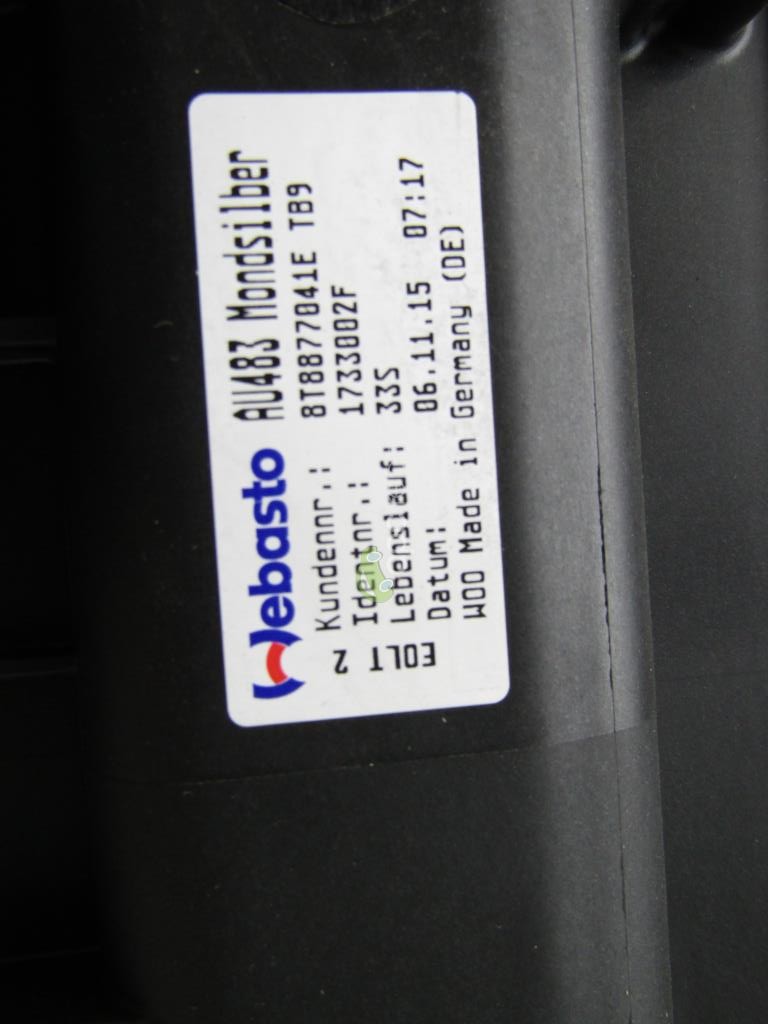 Webasto AU483 Mondsilber
Kundennr.: 8T8877041E TB9
Identnr.: 1733002F
Lebenslauf: 33S
Datum: 06.11.15 07:17
W00 Made in Germany (DE)
EOLT 2